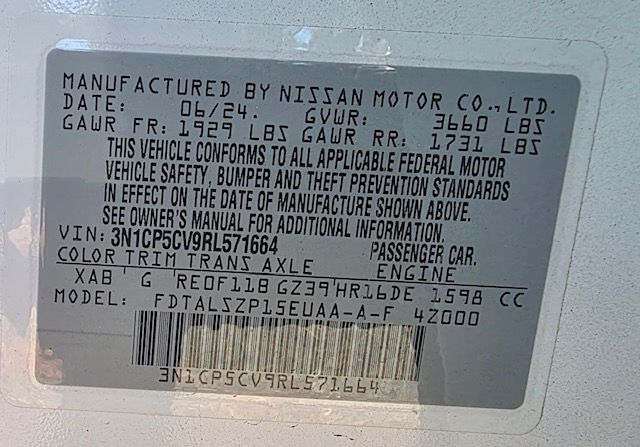 MANUFACTURED BY NISSAN MOTOR CO., LTD.
DATE: 06/24. GVWR: 3660 LBS
GAWR FR: 1929 LBS GAWR RR: 1731 LBS
THIS VEHICLE CONFORMS TO ALL APPLICABLE FEDERAL MOTOR
VEHICLE SAFETY, BUMPER AND THEFT PREVENTION STANDARDS
IN EFFECT ON THE DATE OF MANUFACTURE SHOWN ABOVE.
SEE OWNER'S MANUAL FOR ADDITIONAL INFORMATION.
VIN: 3N1CP5CV9RL571664 PASSENGER CAR.
COLOR TRIM TRANS AXLE ENGINE
XAB G RE0F11B GZ39 HR16DE 1598 CC
MODEL: FDTALSZP15EUAA-A-F 4Z000
3N1CP5CV9RL571664